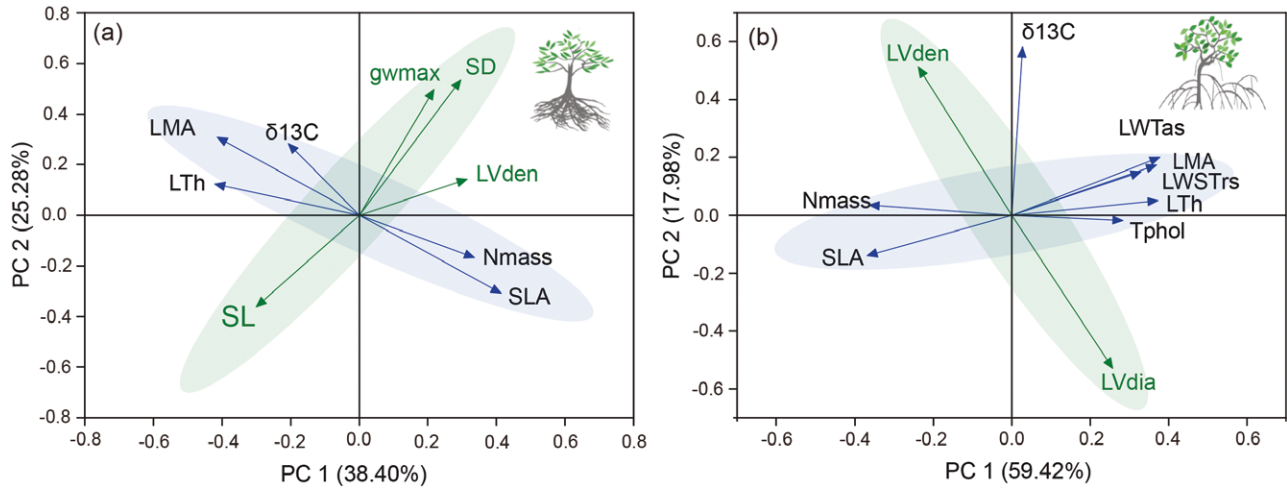 (a)
gwmax
SD
LMA
δ13C
LTh
LVden
Nmass
SLA
SL
0.8
0.6
0.4
0.2
0.0
-0.2
-0.4
-0.6
-0.8
-0.8
-0.6
-0.4
-0.2
0.0
0.2
0.4
0.6
0.8
PC 2 (25.28%)
PC 1 (38.40%)
(b)
δ13C
LVden
LWTas
LMA
LWSTrs
LTh
Tphol
Nmass
SLA
LVdia
0.6
0.4
0.2
0.0
-0.2
-0.4
-0.6
-0.6
-0.4
-0.2
0.0
0.2
0.4
0.6
PC 2 (17.98%)
PC 1 (59.42%)